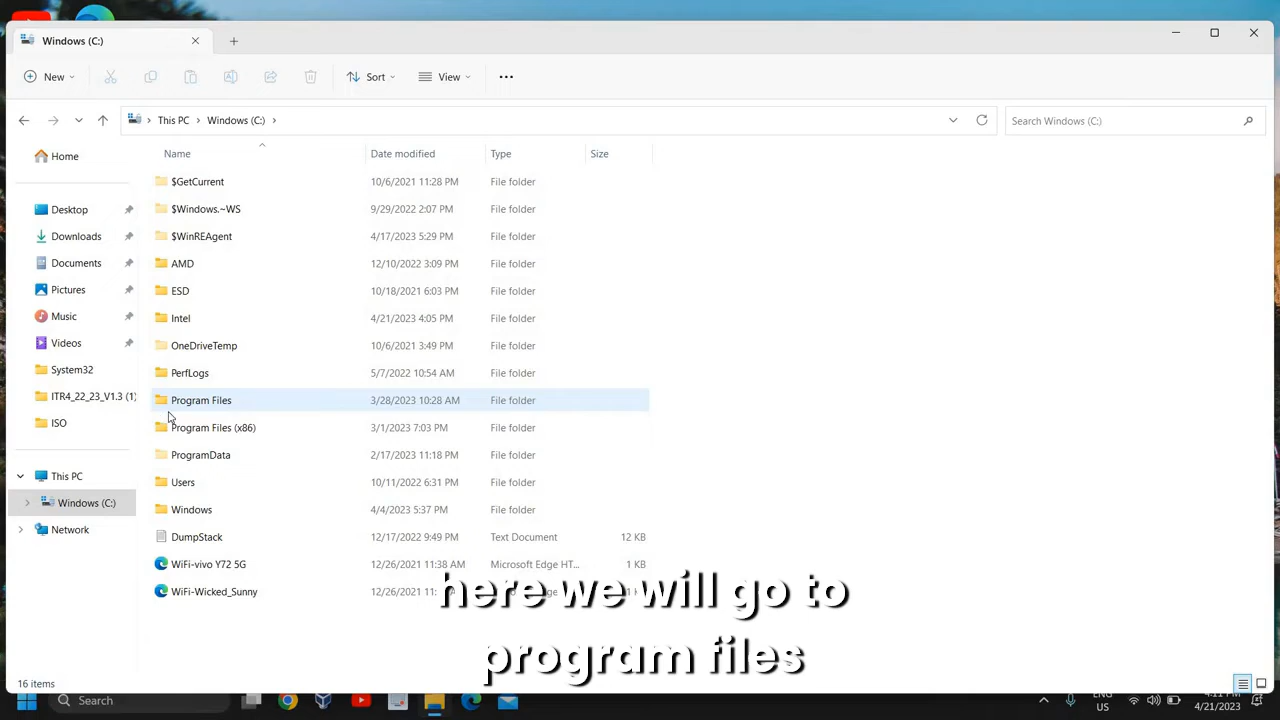 Windows (C:)
New
Sort
View
This PC
Windows (C:)
Search Windows (C:)
Home
Desktop
Downloads
Documents
Pictures
Music
Videos
System32
ITR4_22_23_V1.3 (1)
ISO
This PC
Windows (C:)
Network
Name Date modified Type Size
$GetCurrent 10/6/2021 11:28 PM File folder
$Windows.~WS 9/29/2022 2:07 PM File folder
$WinREAgent 4/17/2023 5:29 PM File folder
AMD 12/10/2022 3:09 PM File folder
ESD 10/18/2021 6:03 PM File folder
Intel 4/21/2023 4:05 PM File folder
OneDriveTemp 10/6/2021 3:49 PM File folder
PerfLogs 5/7/2022 10:54 AM File folder
Program Files 3/28/2023 10:28 AM File folder
Program Files (x86) 3/1/2023 7:03 PM File folder
ProgramData 2/17/2023 11:18 PM File folder
Users 10/11/2022 6:31 PM File folder
Windows 4/4/2023 5:37 PM File folder
DumpStack 12/17/2022 9:49 PM Text Document 12 KB
WiFi-vivo Y72 5G 12/26/2021 11:38 AM Microsoft Edge HT...
WiFi-Wicked_Sunny 12/26/2021
here we will go to
program files
16 items
Search
ENG
US
4:11 PM
4/21/2023